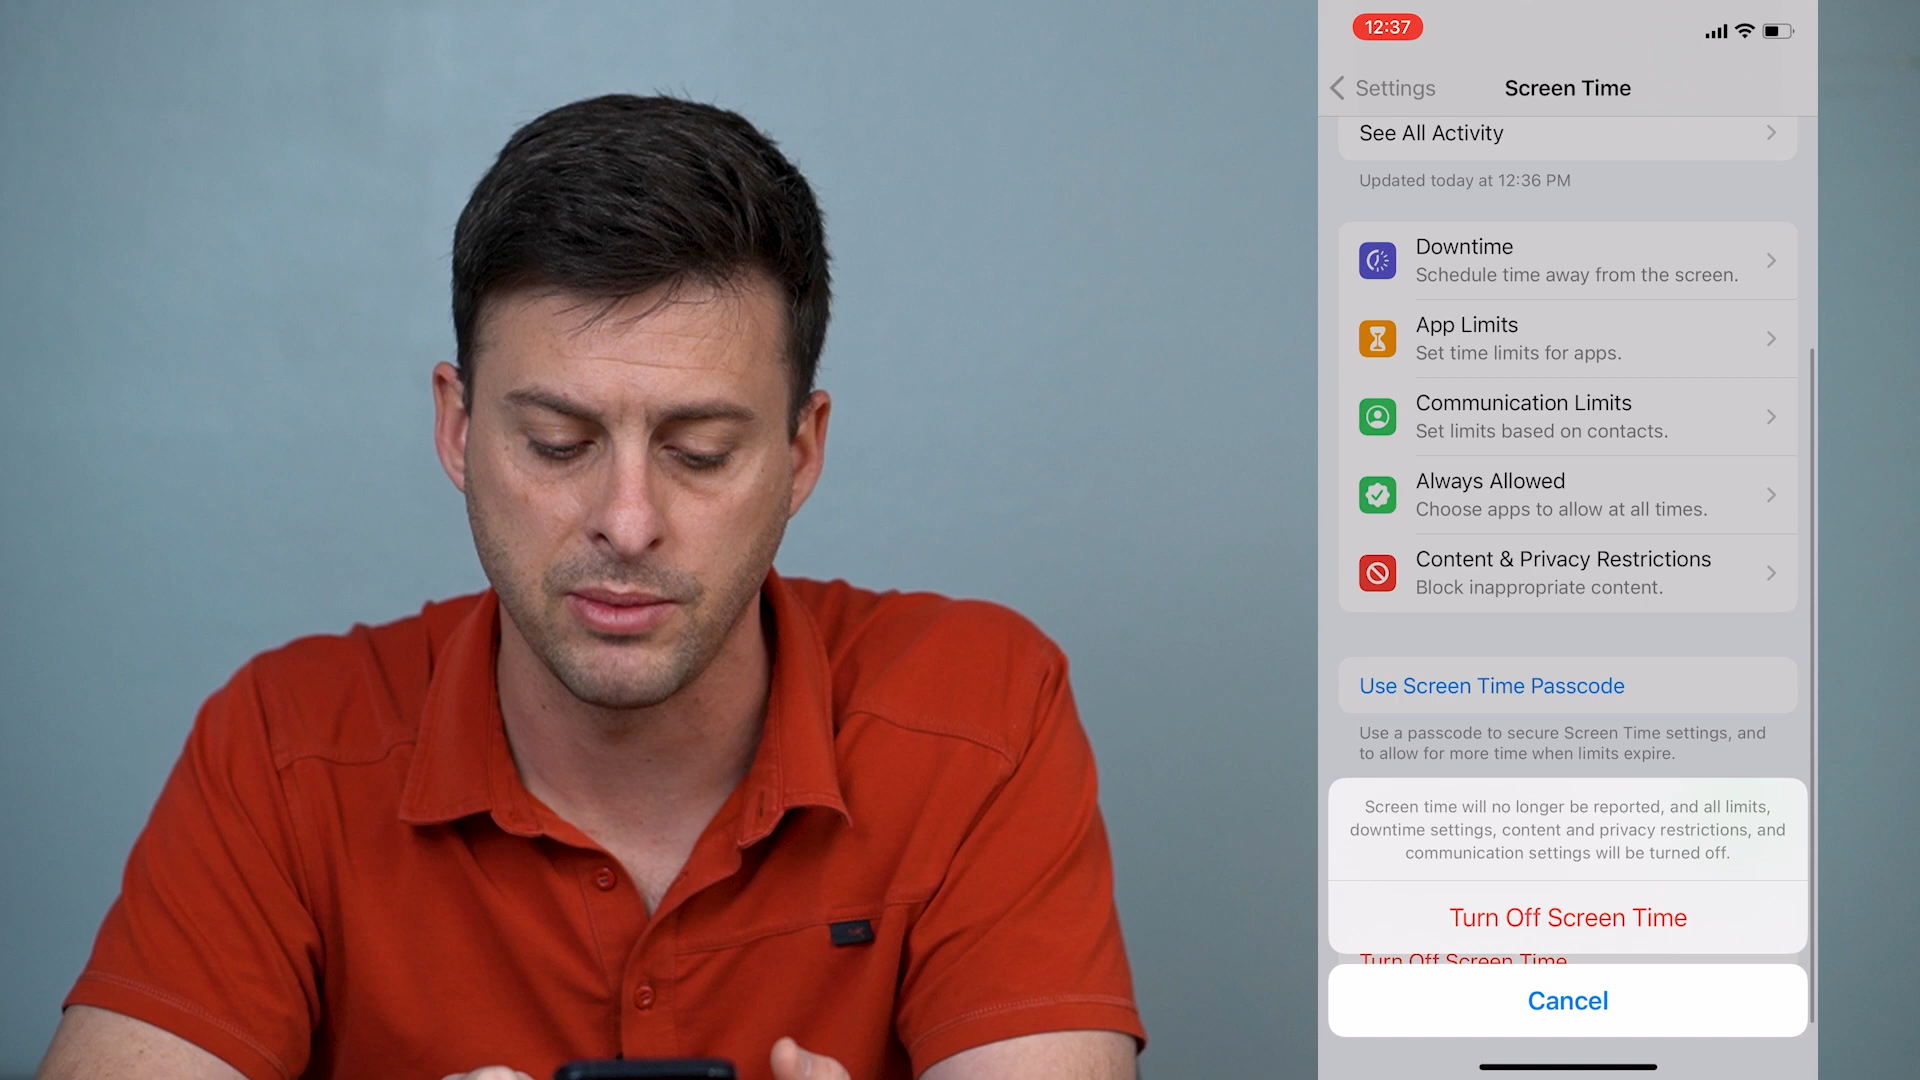 12:37
Settings
Screen Time
See All Activity
Updated today at 12:36 PM
Downtime
Schedule time away from the screen.
App Limits
Set time limits for apps.
Communication Limits
Set limits based on contacts.
Always Allowed
Choose apps to allow at all times.
Content & Privacy Restrictions
Block inappropriate content.
Use Screen Time Passcode
Use a passcode to secure Screen Time settings, and
to allow for more time when limits expire.
Screen time will no longer be reported, and all limits,
downtime settings, content and privacy restrictions, and
communication settings will be turned off.
Turn Off Screen Time
Turn Off Screen Time
Cancel